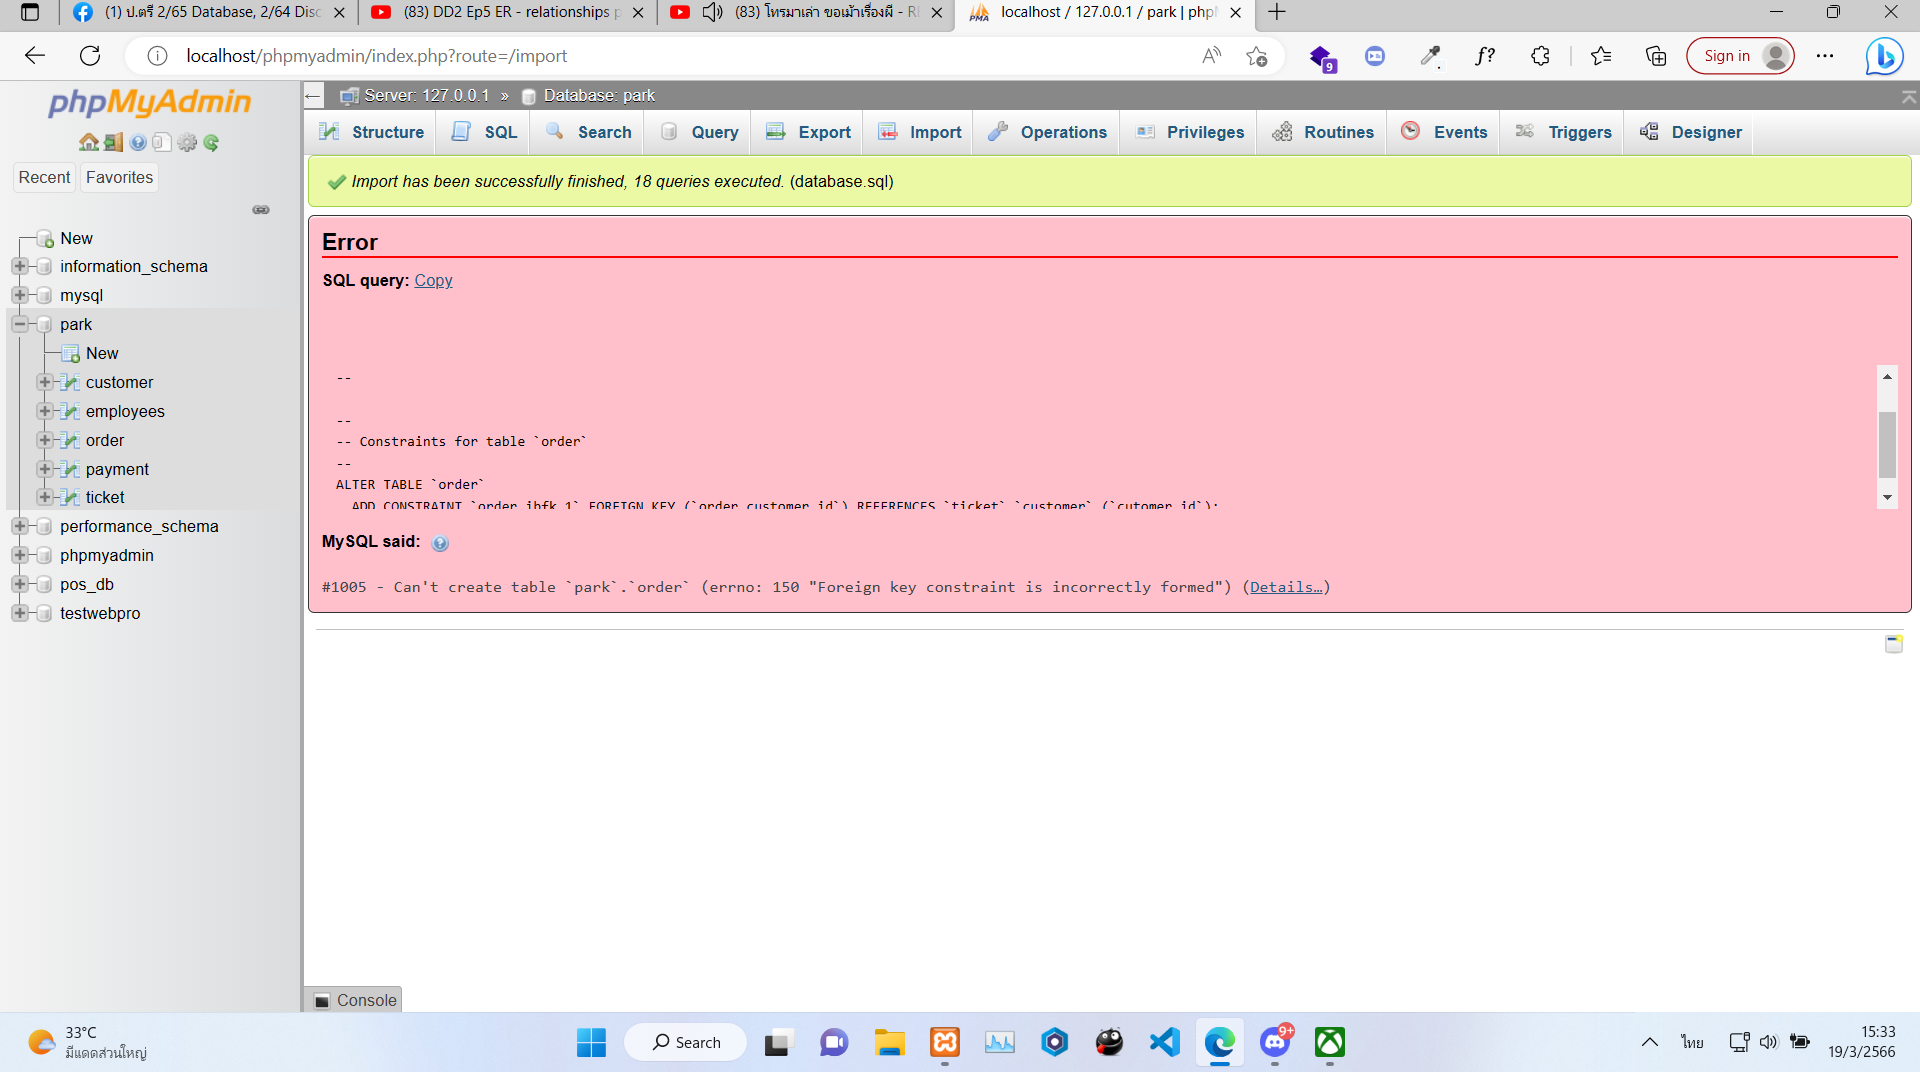 (1) ป.ตรี 2/65 Database, 2/64 Disc
(83) DD2 Ep5 ER - relationships p
(83) โทรมาเล่า ขอเม้าเรื่องผี - R
localhost / 127.0.0.1 / park | phpM
localhost/phpmyadmin/index.php?route=/import
9
Sign in
phpMyAdmin
Recent
Favorites
New
information_schema
mysql
park
New
customer
employees
order
payment
ticket
performance_schema
phpmyadmin
pos_db
testwebpro
Server: 127.0.0.1 » Database: park
Structure
SQL
Search
Query
Export
Import
Operations
Privileges
Routines
Events
Triggers
Designer
Import has been successfully finished, 18 queries executed. (database.sql)
Error
SQL query: Copy
--
--
-- Constraints for table `order`
--
ALTER TABLE `order`
ADD CONSTRAINT `order_ibfk_1` FOREIGN KEY (`order_customer_id`) REFERENCES `ticket` `customer` (`cutomer_id`);
MySQL said:
#1005 - Can't create table `park`.`order` (errno: 150 "Foreign key constraint is incorrectly formed") (Details…)
Console
33°C
มีแดดส่วนใหญ่
Search
9+
ไทย
15:33
19/3/2566